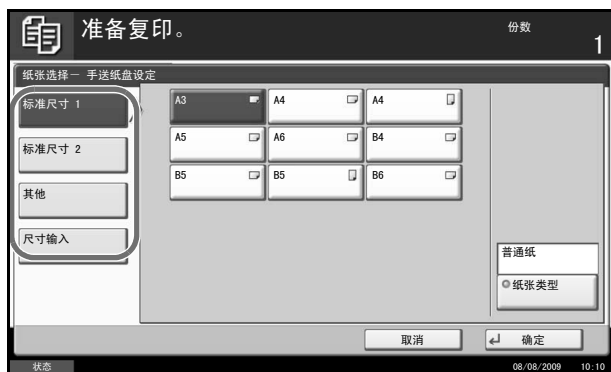 准备复印。
份数
1
纸张选择－ 手送纸盘设定
标准尺寸 1
标准尺寸 2
其他
尺寸输入
A3 A4 A4
A5 A6 B4
B5 B5 B6
普通纸
纸张类型
取消 确定
状态 08/08/2009 10:10